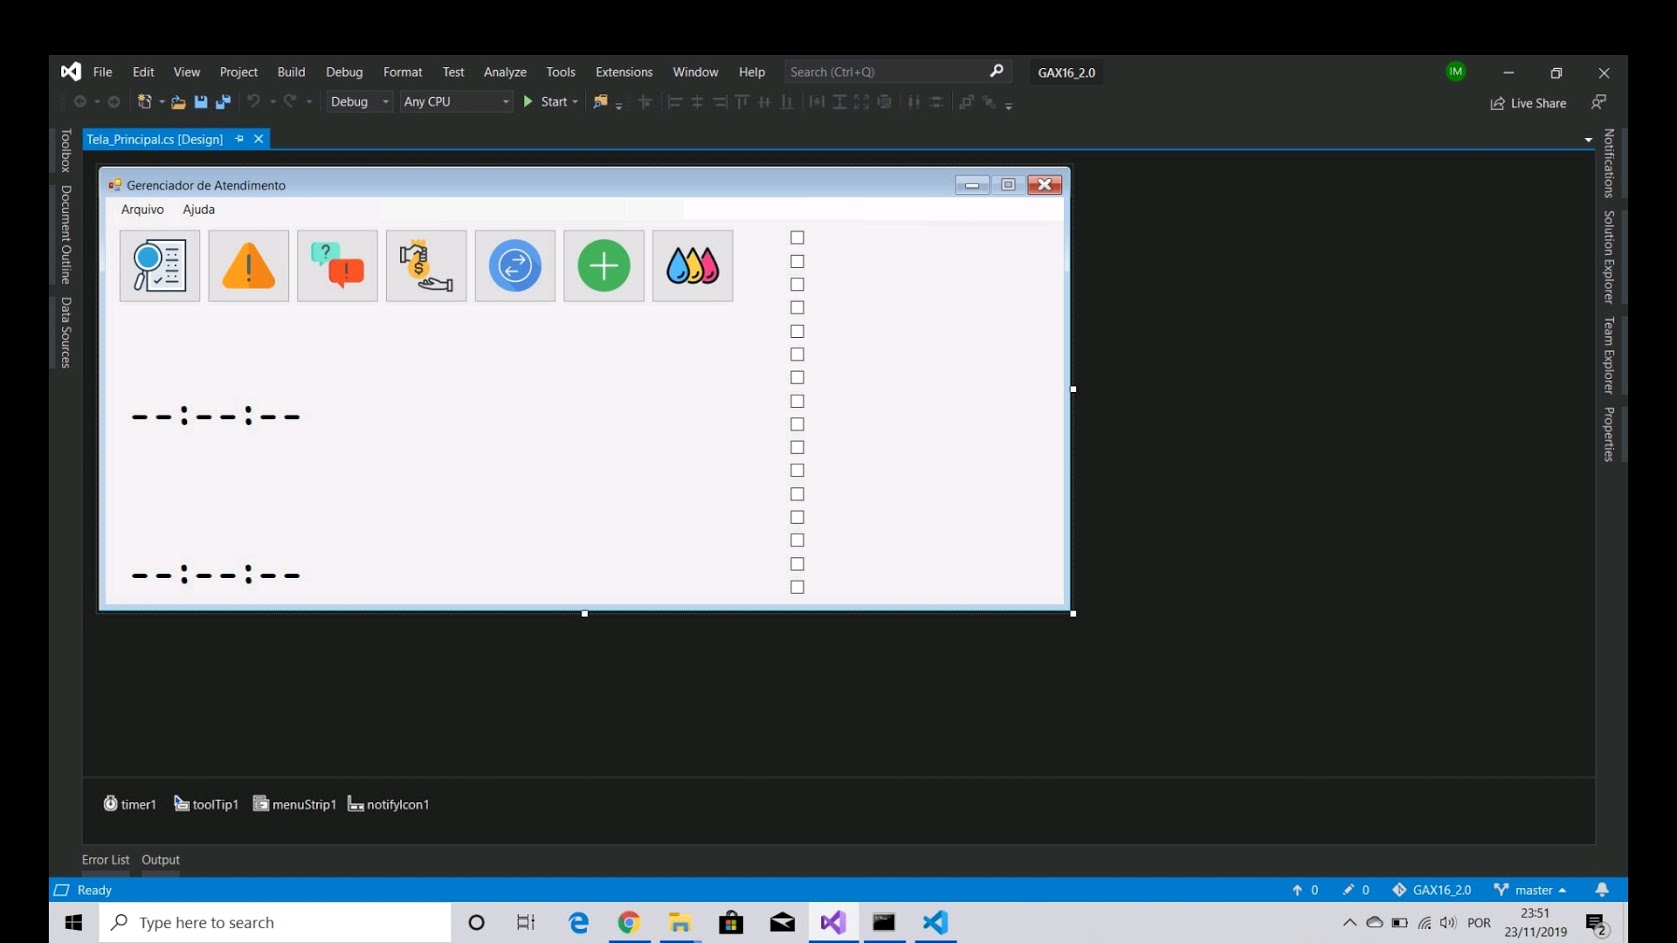 File Edit View Project Build Debug Format Test Analyze Tools Extensions Window Help Search (Ctrl+Q) GAX16_2.0 IM
Debug Any CPU Start Live Share
Tela_Principal.cs [Design]
Toolbox
Document Outline
Data Sources
Gerenciador de Atendimento
Arquivo Ajuda
--:--:--
--:--:--
Notifications
Solution Explorer
Team Explorer
Properties
timer1 toolTip1 menuStrip1 notifyIcon1
Error List Output
Ready 0 0 GAX16_2.0 master
Type here to search POR 23:51
23/11/2019 2